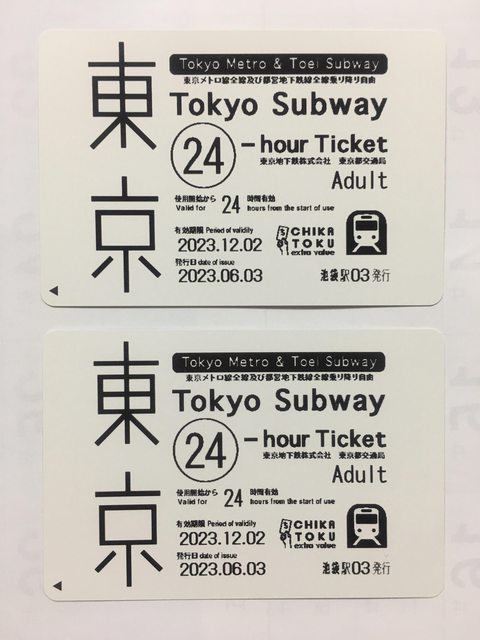 東京
Tokyo Metro & Toei Subway
東京メトロ線全線及び都営地下鉄線全線乗り降り自由
Tokyo Subway
24 -hour Ticket
東京地下鉄株式会社 東京都交通局
Adult
使用開始から 24 時間有効
Valid for hours from the start of use
有効期限 Period of validity
2023.12.02
CHIKA
TOKU
extra value
発行日 date of issue
2023.06.03
池袋駅03発行
東京
Tokyo Metro & Toei Subway
東京メトロ線全線及び都営地下鉄線全線乗り降り自由
Tokyo Subway
24 -hour Ticket
東京地下鉄株式会社 東京都交通局
Adult
使用開始から 24 時間有効
Valid for hours from the start of use
有効期限 Period of validity
2023.12.02
CHIKA
TOKU
extra value
発行日 date of issue
2023.06.03
池袋駅03発行